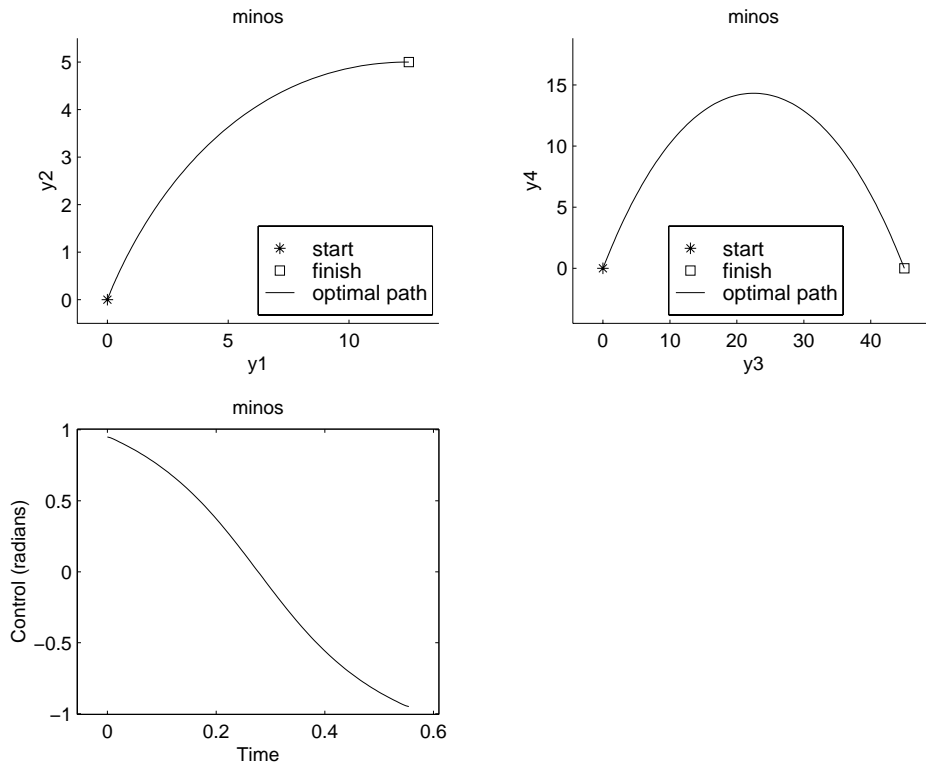 minos
5
4
3
2
1
0
y2
start
finish
optimal path
0 5 10
y1
minos
15
10
5
0
y4
start
finish
optimal path
0 10 20 30 40
y3
minos
1
0.5
0
−0.5
−1
Control (radians)
0 0.2 0.4 0.6
Time